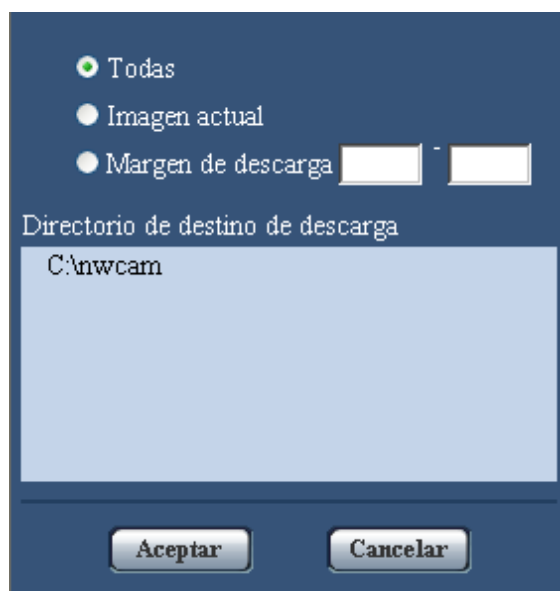 Todas
Imagen actual
Margen de descarga -
Directorio de destino de descarga
C:\nwcam
Aceptar Cancelar